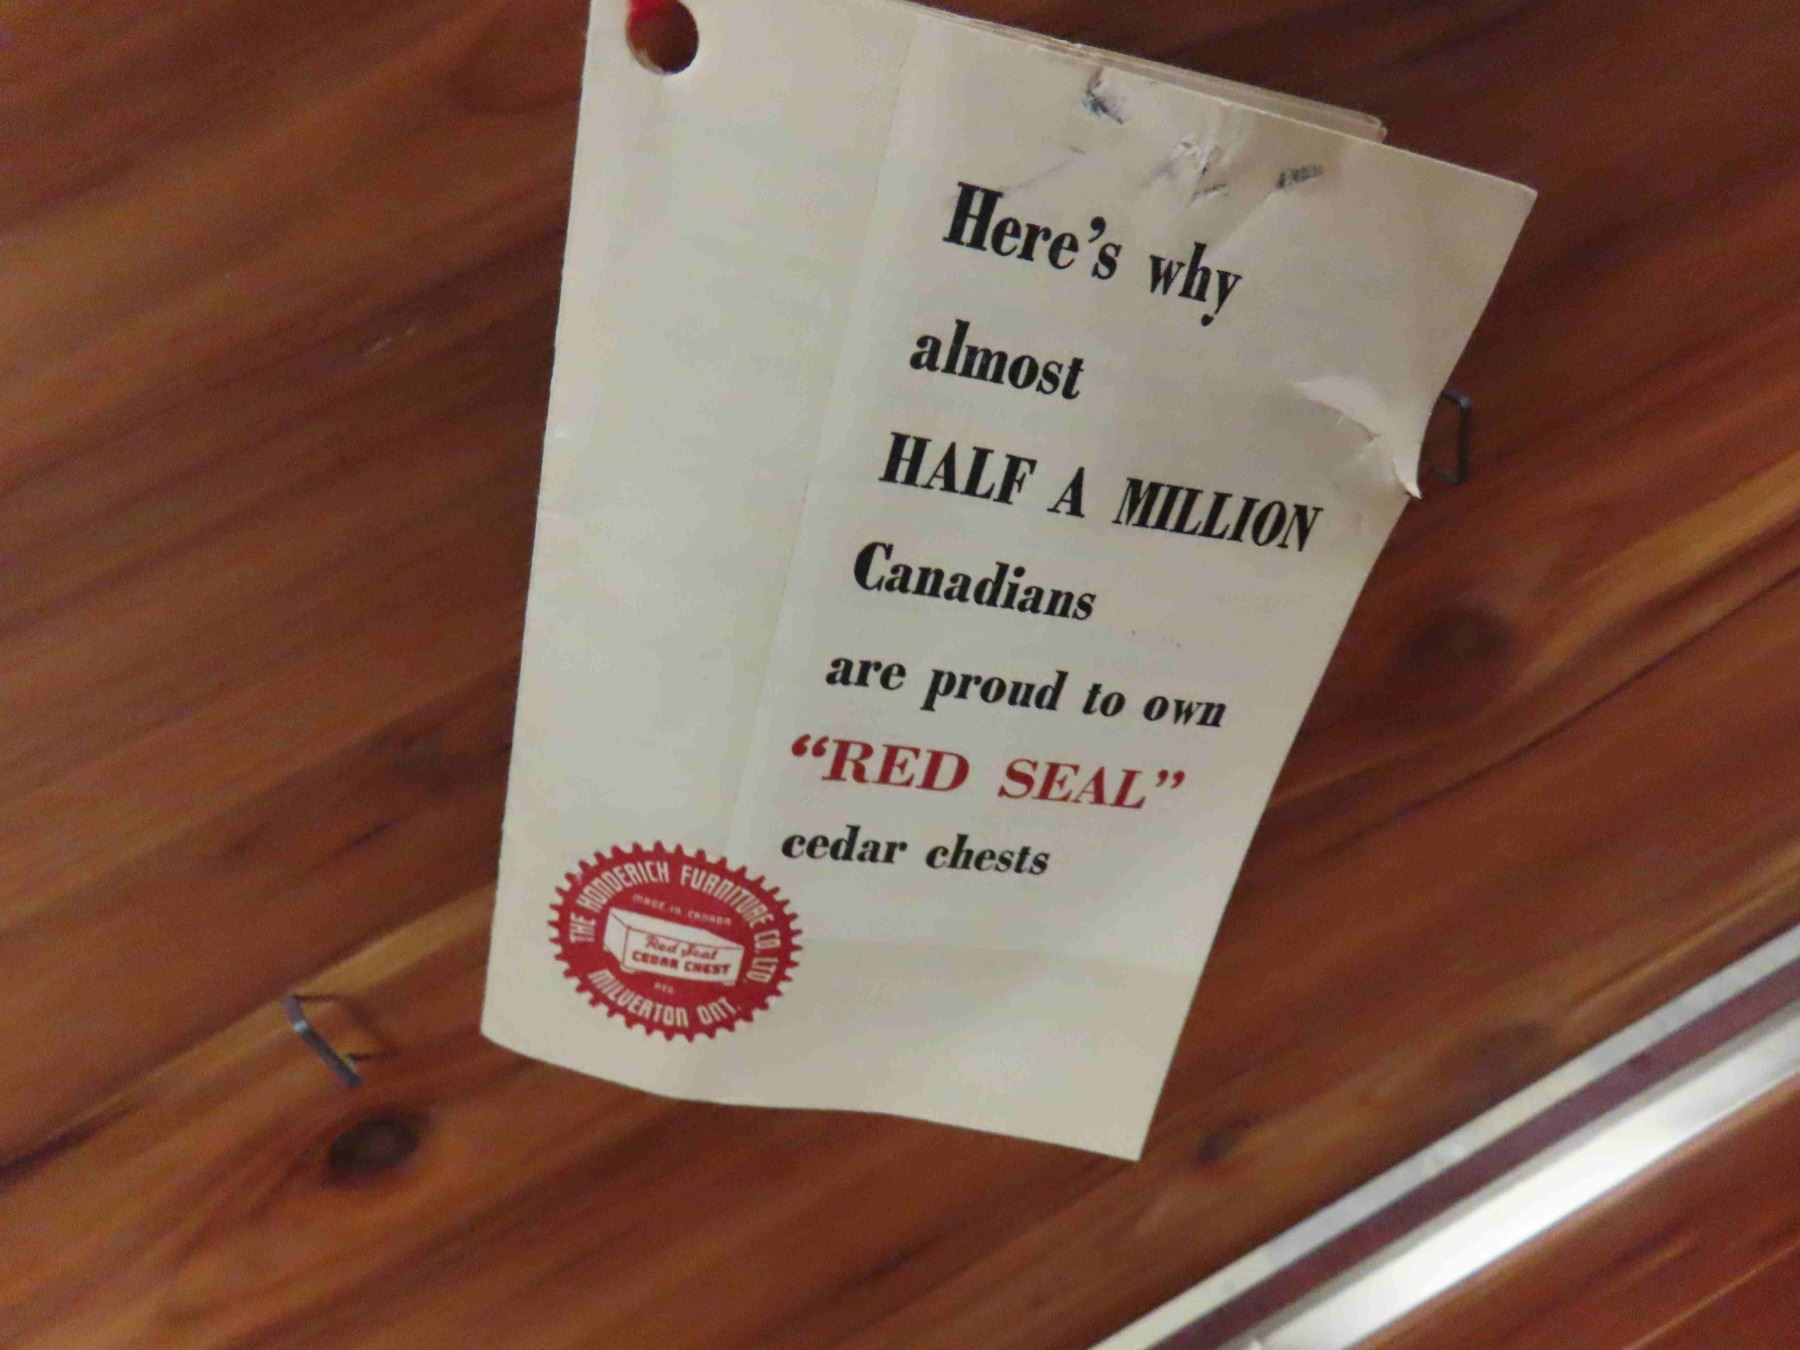 Here's why
almost
HALF A MILLION
Canadians
are proud to own
“RED SEAL”
cedar chests
THE HONDERICH FURNITURE CO. LTD.
MADE IN CANADA
Red Seal
CEDAR CHEST
MILVERTON ONT.